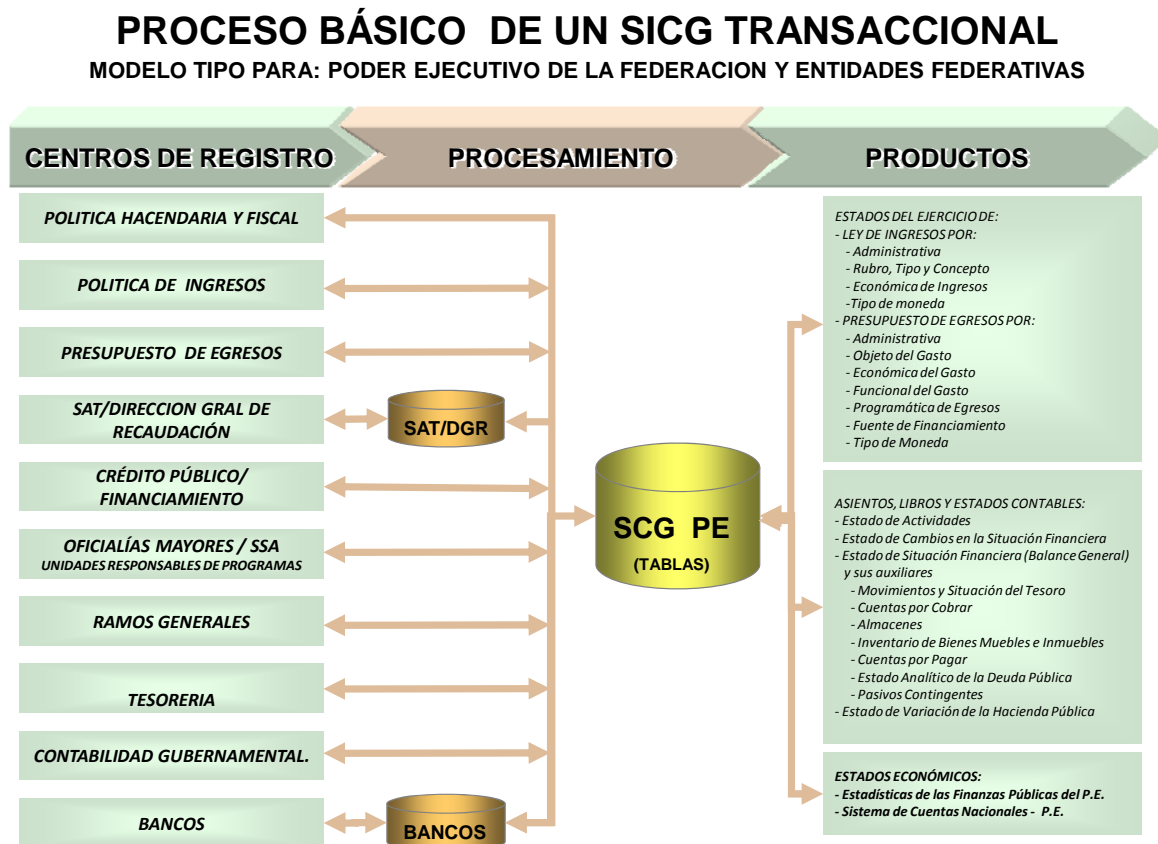 PROCESO BÁSICO DE UN SICG TRANSACCIONAL
MODELO TIPO PARA: PODER EJECUTIVO DE LA FEDERACION Y ENTIDADES FEDERATIVAS
CENTROS DE REGISTRO
PROCESAMIENTO
PRODUCTOS
POLITICA HACENDARIA Y FISCAL
POLITICA DE INGRESOS
PRESUPUESTO DE EGRESOS
SAT/DIRECCION GRAL DE
RECAUDACIÓN
CRÉDITO PÚBLICO/
FINANCIAMIENTO
OFICIALÍAS MAYORES / SSA
UNIDADES RESPONSABLES DE PROGRAMAS
RAMOS GENERALES
TESORERIA
CONTABILIDAD GUBERNAMENTAL.
BANCOS
SAT/DGR
BANCOS
SCG PE
(TABLAS)
ESTADOS DEL EJERCICIO DE:
- LEY DE INGRESOS POR:
- Administrativa
- Rubro, Tipo y Concepto
- Económica de Ingresos
-Tipo de moneda
- PRESUPUESTO DE EGRESOS POR:
- Administrativa
- Objeto del Gasto
- Económica del Gasto
- Funcional del Gasto
- Programática de Egresos
- Fuente de Financiamiento
- Tipo de Moneda
ASIENTOS, LIBROS Y ESTADOS CONTABLES:
- Estado de Actividades
- Estado de Cambios en la Situación Financiera
- Estado de Situación Financiera (Balance General)
y sus auxiliares
- Movimientos y Situación del Tesoro
- Cuentas por Cobrar
- Almacenes
- Inventario de Bienes Muebles e Inmuebles
- Cuentas por Pagar
- Estado Analítico de la Deuda Pública
- Pasivos Contingentes
- Estado de Variación de la Hacienda Pública
ESTADOS ECONÓMICOS:
- Estadísticas de las Finanzas Públicas del P.E.
- Sistema de Cuentas Nacionales - P.E.